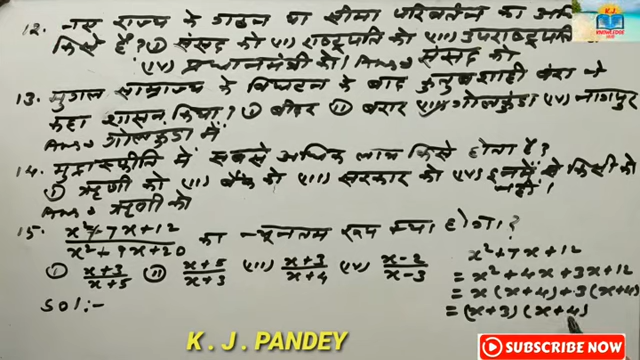 12. नए राज्य के गठन या सीमा परिवर्तन का
किसे है? (i) संसद को (ii) राष्ट्रपति को (iii) उपराष्ट्रपति
(iv) प्रधानमंत्री को। Ans:- संसद को
13. मुगल साम्राज्य के विघटन के बाद कुतुबशाही वंश ने
कहा शासन किया? (i) बीदर (ii) बरार (iii) गोलकुंडा (iv) नागपुर
Ans:- गोलकुंडा में
14. मुद्रास्फीति में सबसे अधिक लाभ किसे होता है?
(i) ऋणी को (ii) बैंक को (iii) सरकार को (iv) इनमें से किसी को
नहीं।
Ans:- ऋणी को
15. x²+7x+12 / x²+9x+20 का न्यूनतम रूप क्या होगा?
(i) x+3/x+5 (ii) x+5/x+3 (iii) x+3/x+4 (iv) x-2/x-3
Sol:-
x²+7x+12
= x²+4x+3x+12
= x(x+4)+3(x+4)
= (x+3)(x+4)
K. J. PANDEY
SUBSCRIBE NOW